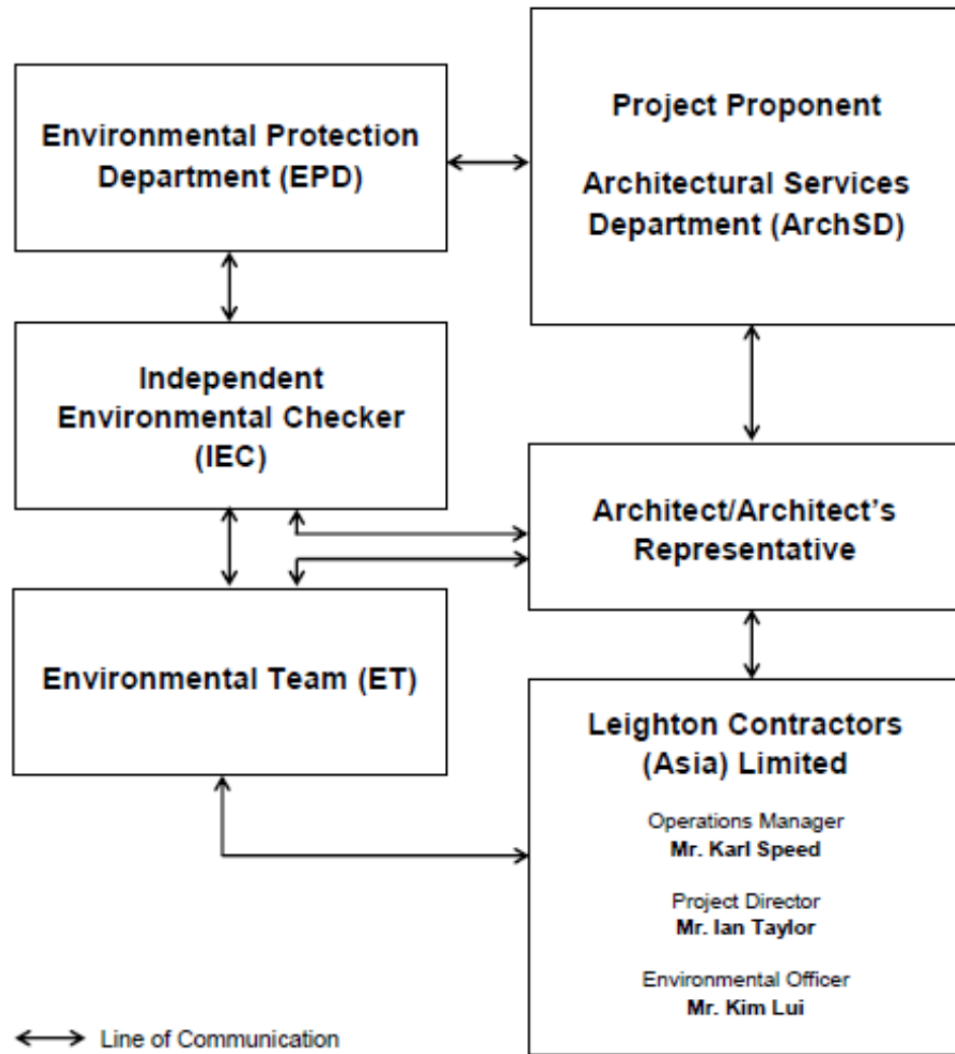 Environmental Protection
Department (EPD)
Project Proponent
Architectural Services
Department (ArchSD)
Independent
Environmental Checker
(IEC)
Architect/Architect's
Representative
Environmental Team (ET)
Leighton Contractors
(Asia) Limited
Operations Manager
Mr. Karl Speed
Project Director
Mr. Ian Taylor
Environmental Officer
Mr. Kim Lui
Line of Communication